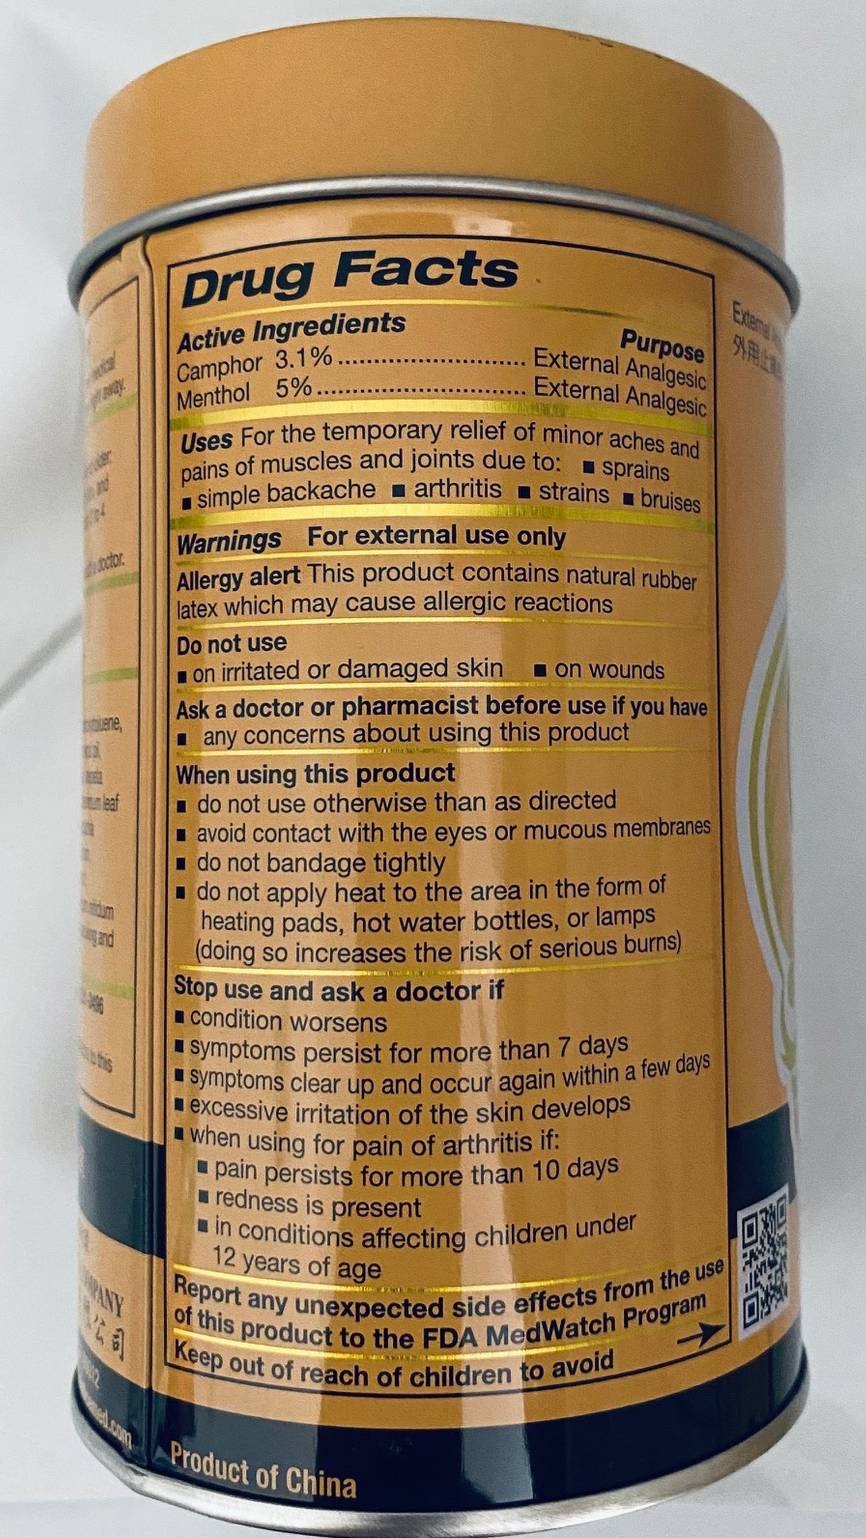 Drug Facts
Active Ingredients Purpose
Camphor 3.1% ........................... External Analgesic
Menthol 5% .............................. External Analgesic
Uses For the temporary relief of minor aches and
pains of muscles and joints due to: ■ sprains
■ simple backache ■ arthritis ■ strains ■ bruises
Warnings For external use only
Allergy alert This product contains natural rubber
latex which may cause allergic reactions
Do not use
■ on irritated or damaged skin ■ on wounds
Ask a doctor or pharmacist before use if you have
■ any concerns about using this product
When using this product
■ do not use otherwise than as directed
■ avoid contact with the eyes or mucous membranes
■ do not bandage tightly
■ do not apply heat to the area in the form of
heating pads, hot water bottles, or lamps
(doing so increases the risk of serious burns)
Stop use and ask a doctor if
■ condition worsens
■ symptoms persist for more than 7 days
■ symptoms clear up and occur again within a few days
■ excessive irritation of the skin develops
■ when using for pain of arthritis if:
■ pain persists for more than 10 days
■ redness is present
■ in conditions affecting children under
12 years of age
Report any unexpected side effects from the use
of this product to the FDA MedWatch Program
Keep out of reach of children to avoid
Product of China
away.
doctor.
leaf
and
to this
External
外用止